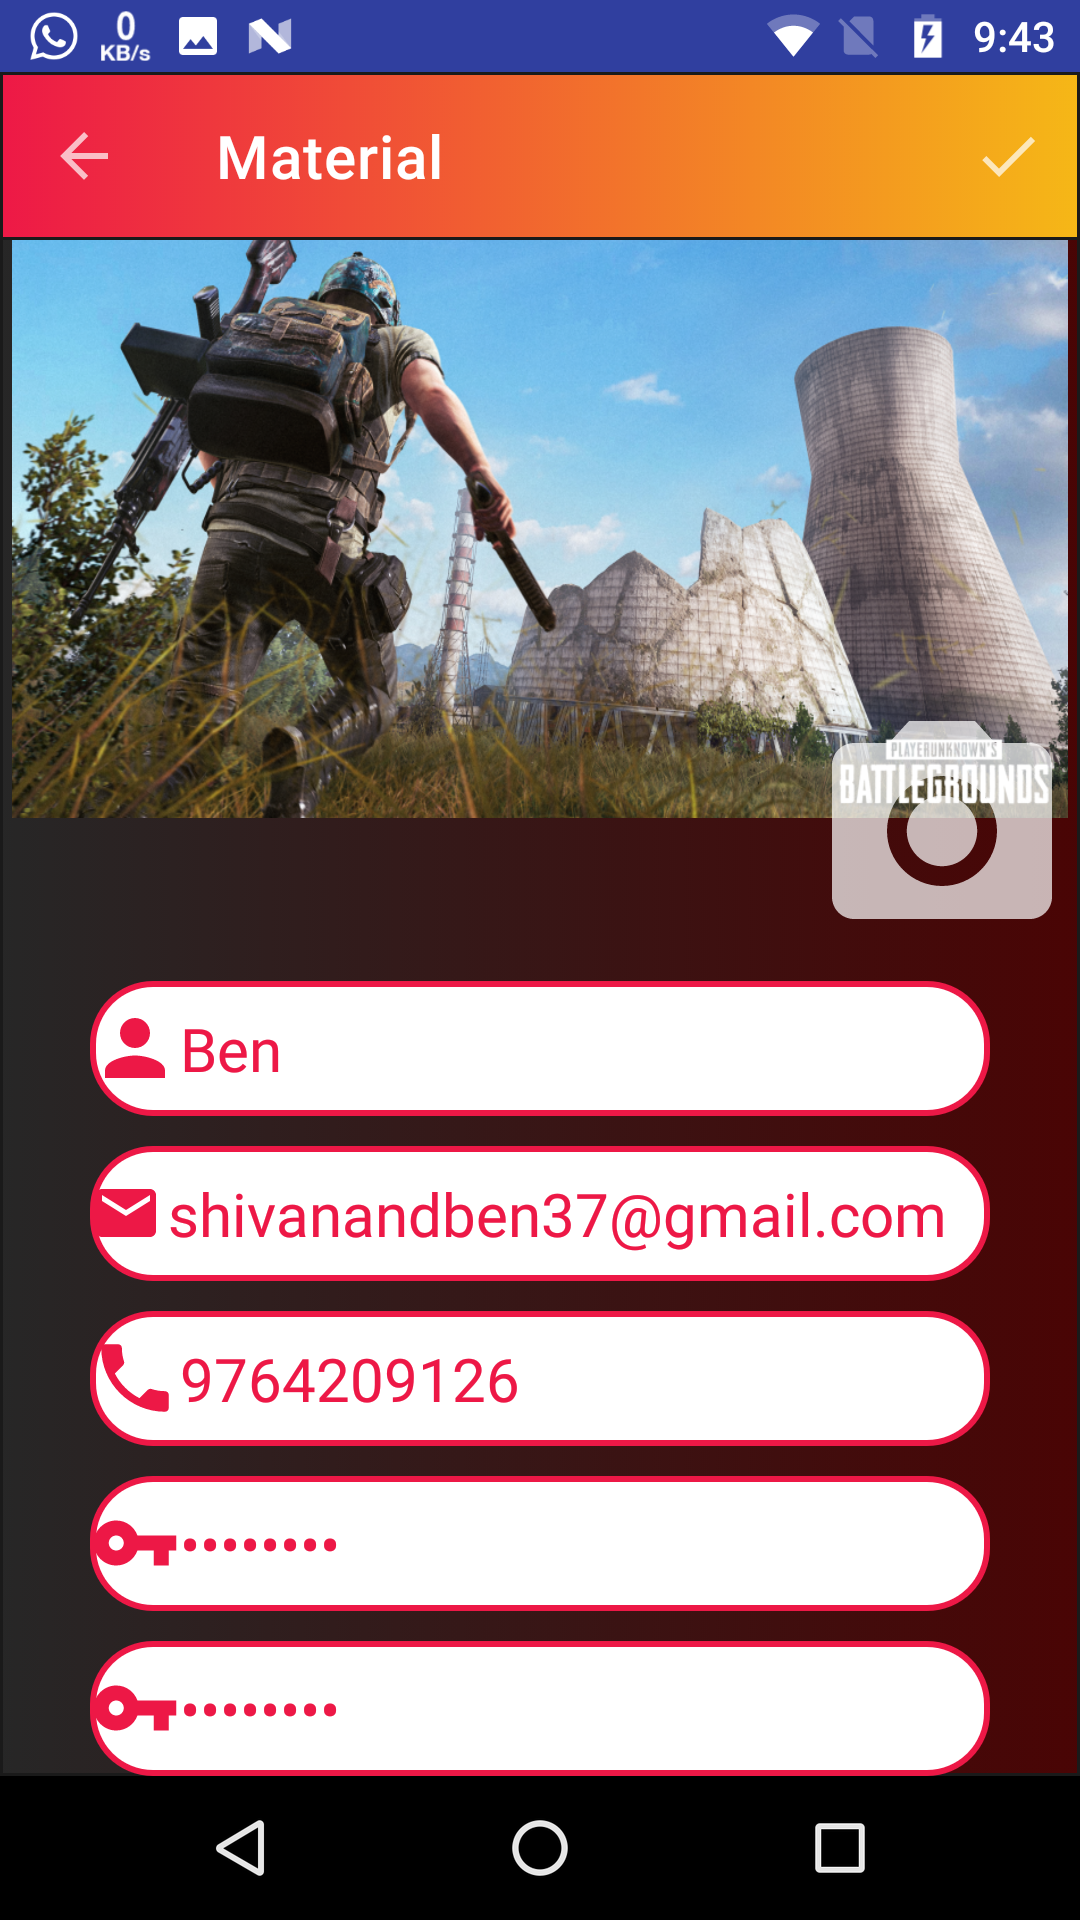 0
KB/s
9:43
Material
PLAYERUNKNOWN'S
BATTLEGROUNDS
Ben
shivanandben37@gmail.com
9764209126
••••••••
••••••••